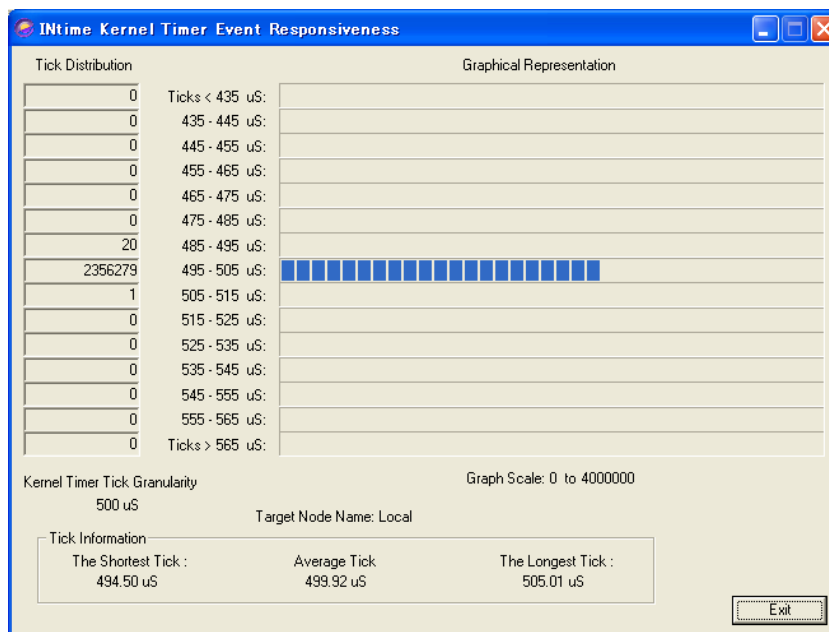 INtime Kernel Timer Event Responsiveness
Tick Distribution Graphical Representation
0 Ticks < 435 uS:
0 435 - 445 uS:
0 445 - 455 uS:
0 455 - 465 uS:
0 465 - 475 uS:
0 475 - 485 uS:
20 485 - 495 uS:
2356279 495 - 505 uS:
1 505 - 515 uS:
0 515 - 525 uS:
0 525 - 535 uS:
0 535 - 545 uS:
0 545 - 555 uS:
0 555 - 565 uS:
0 Ticks > 565 uS:
Kernel Timer Tick Granularity
500 uS
Graph Scale: 0 to 4000000
Target Node Name: Local
Tick Information
The Shortest Tick : Average Tick The Longest Tick :
494.50 uS 499.92 uS 505.01 uS
Exit